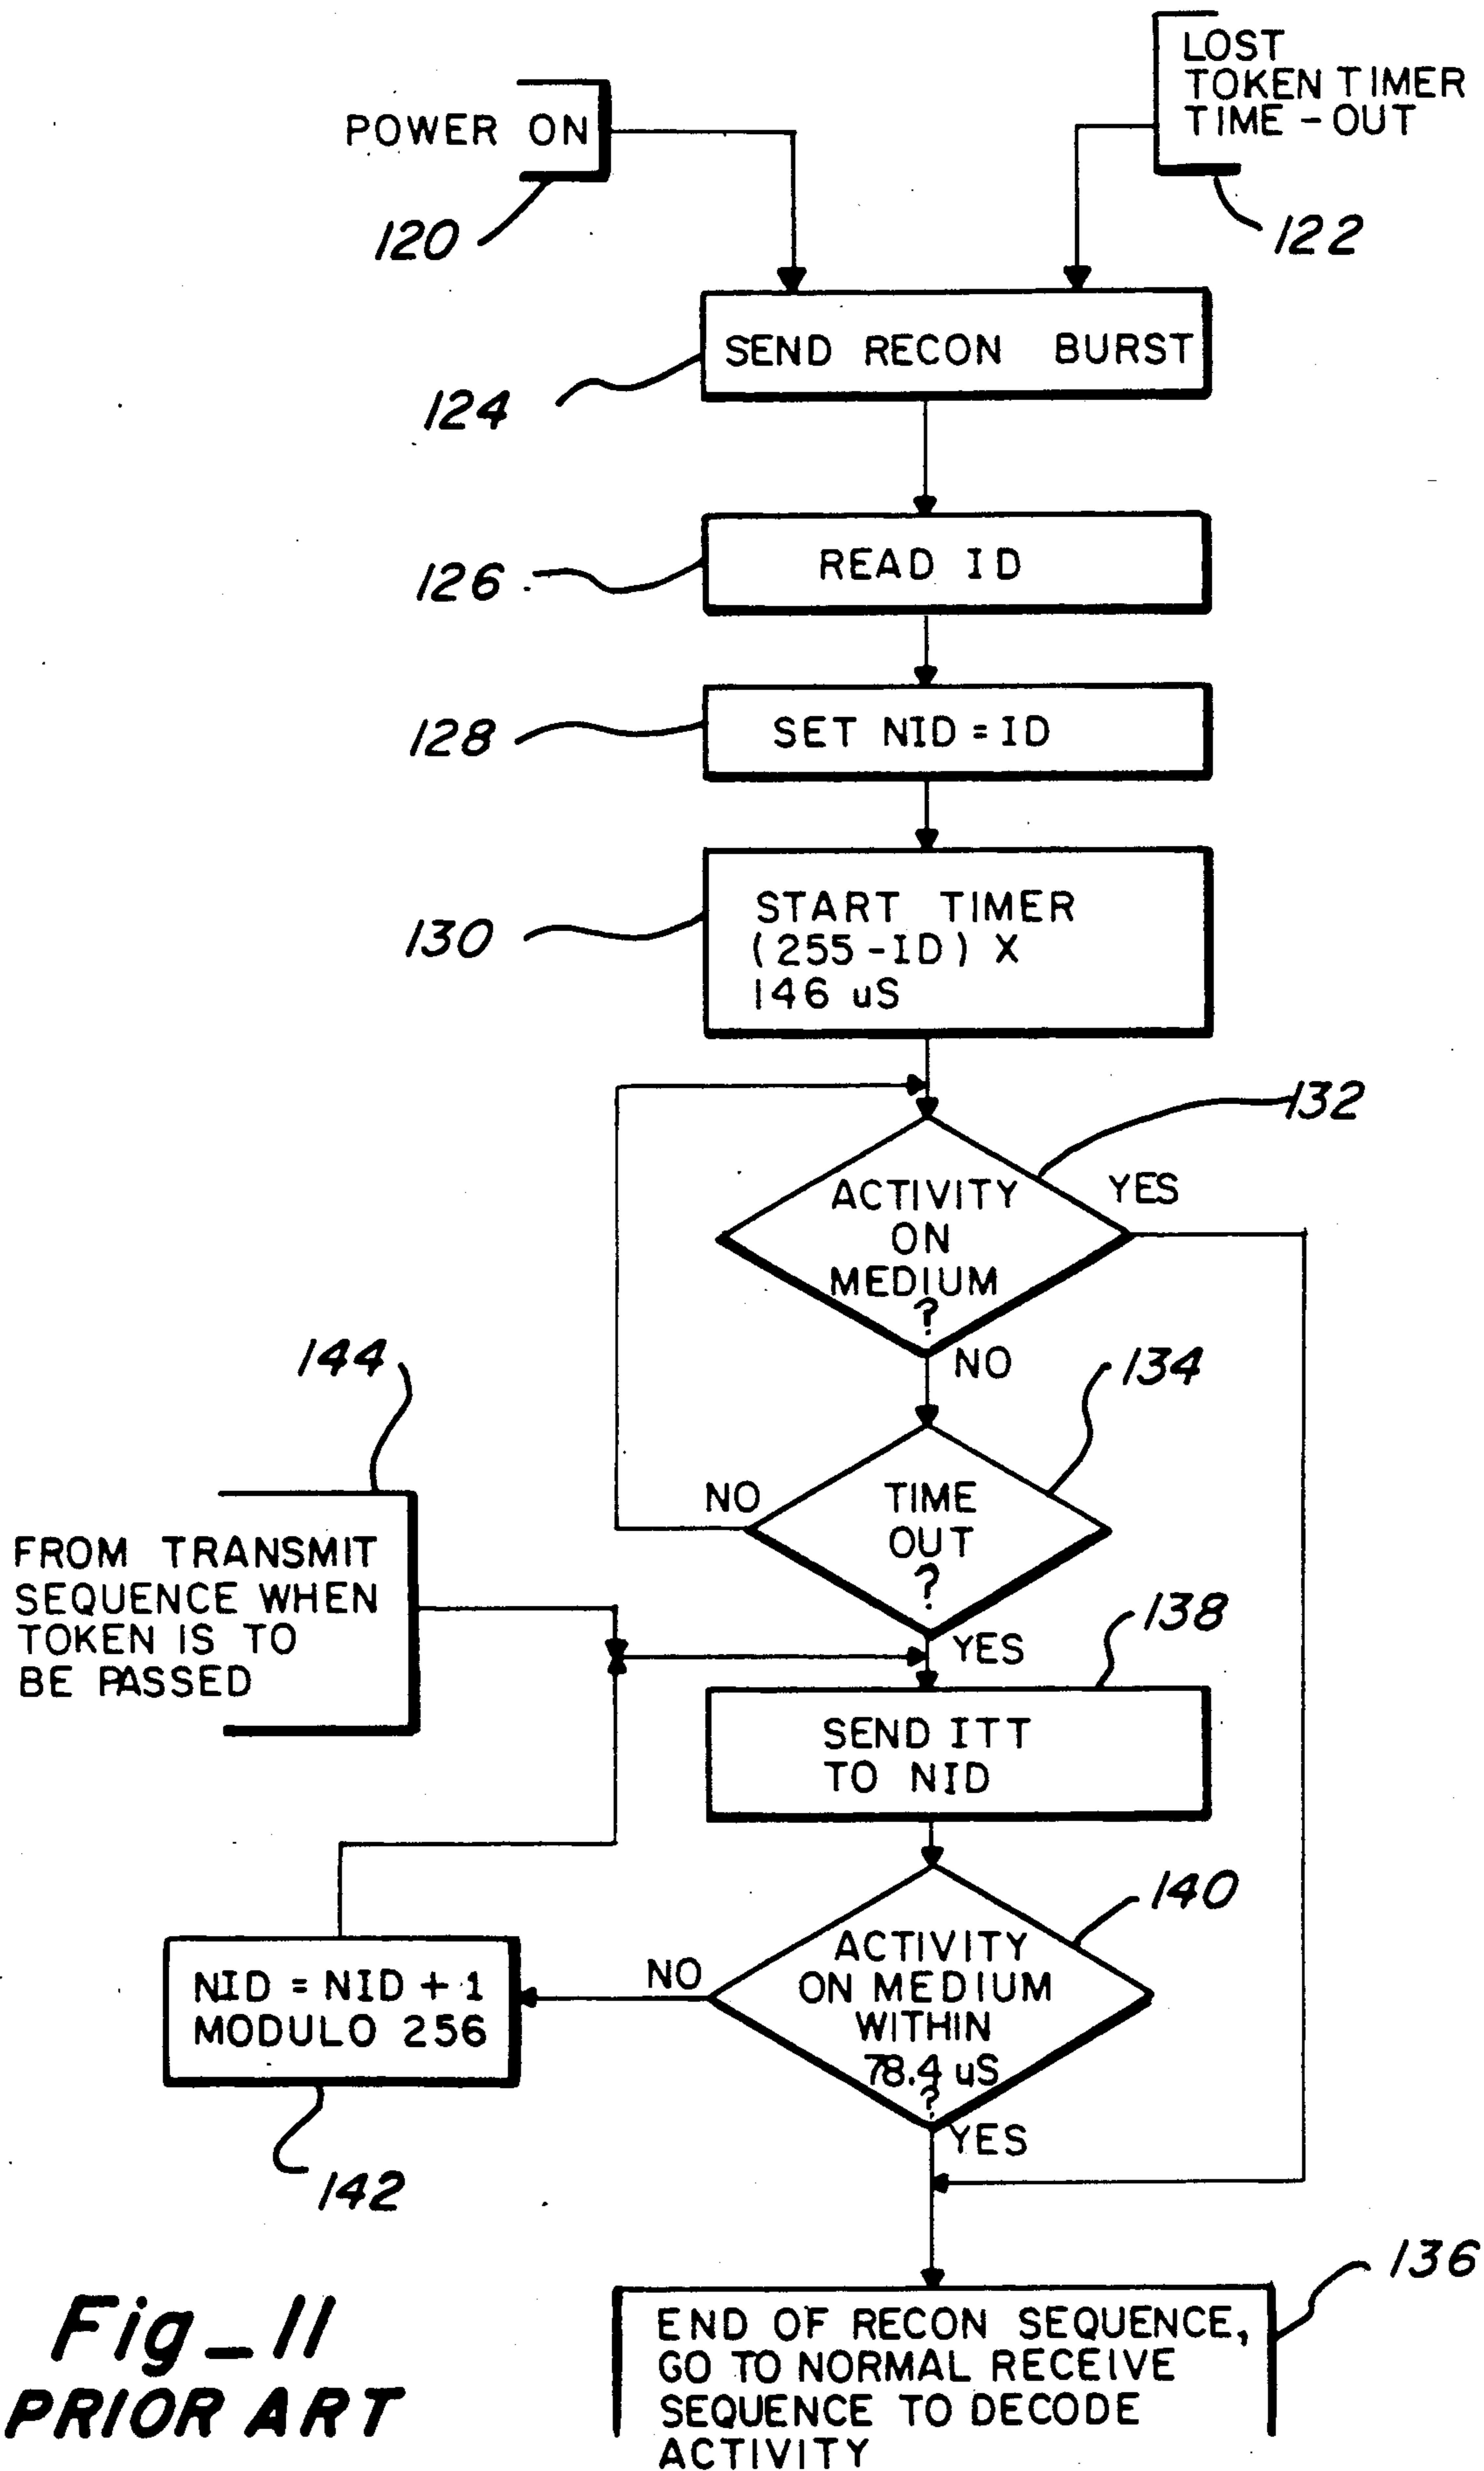 LOST
TOKEN TIMER
TIME - OUT
POWER ON
120
122
SEND RECON BURST
124
READ ID
126
SET NID = ID
128
START TIMER
(255 - ID) X
146 uS
130
132
ACTIVITY
ON
MEDIUM
?
YES
NO
144
134
TIME
OUT
?
NO
YES
FROM TRANSMIT
SEQUENCE WHEN
TOKEN IS TO
BE PASSED
138
SEND ITT
TO NID
140
ACTIVITY
ON MEDIUM
WITHIN
78.4 uS
?
NO
YES
NID = NID + 1
MODULO 256
142
136
END OF RECON SEQUENCE,
GO TO NORMAL RECEIVE
SEQUENCE TO DECODE
ACTIVITY
Fig_11
PRIOR ART